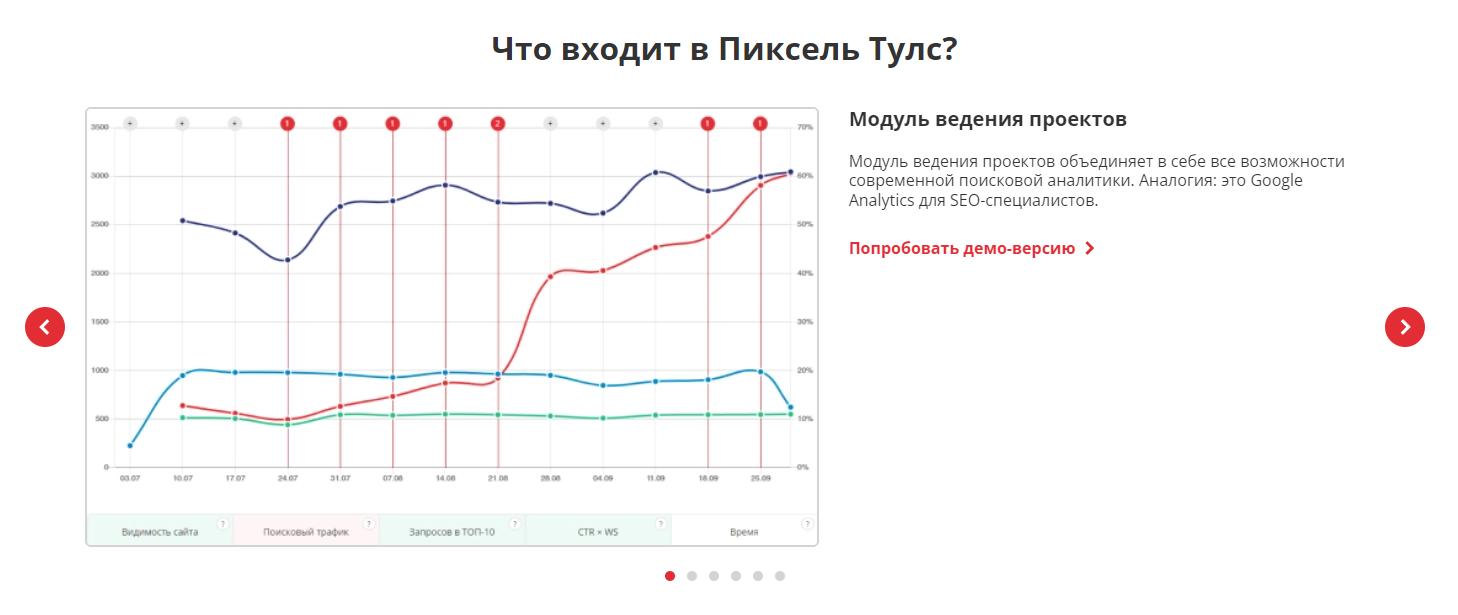 Что входит в Пиксель Тулс?
+ + + 1 1 1 1 2 + + + 1 1
3500 70%
3000 60%
2500 50%
2000 40%
1500 30%
1000 20%
500 10%
0 0%
03.07 10.07 17.07 24.07 31.07 07.08 14.08 21.08 28.08 04.09 11.09 18.09 25.09
Видимость сайта ? Поисковый трафик ? Запросов в ТОП-10 ? CTR × WS ? Время ?
Модуль ведения проектов
Модуль ведения проектов объединяет в себе все возможности
современной поисковой аналитики. Аналогия: это Google
Analytics для SEO-специалистов.
Попробовать демо-версию